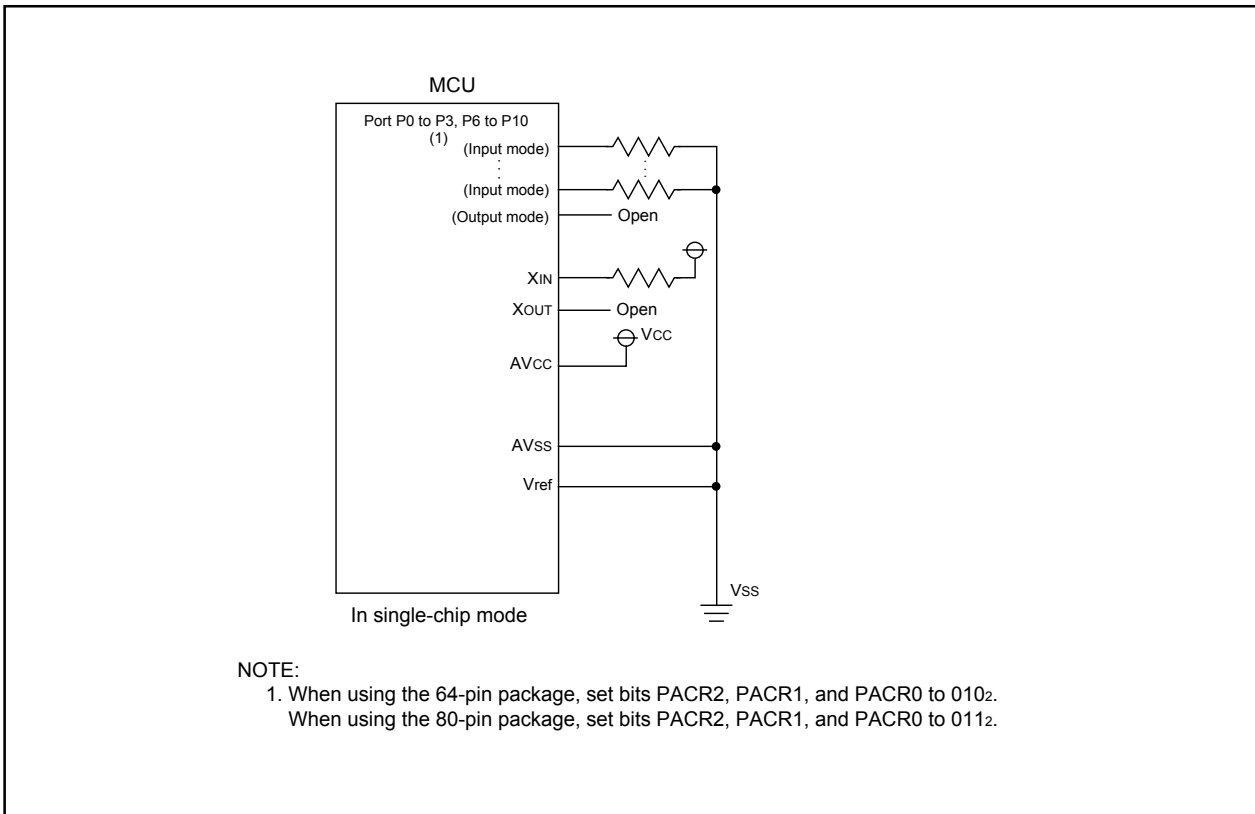 MCU
Port P0 to P3, P6 to P10
(1)
(Input mode)
(Input mode)
(Output mode)
Open
XIN
XOUT
Open
VCC
AVCC
AVSS
Vref
VSS
In single-chip mode
NOTE:
1. When using the 64-pin package, set bits PACR2, PACR1, and PACR0 to 0102.
When using the 80-pin package, set bits PACR2, PACR1, and PACR0 to 0112.